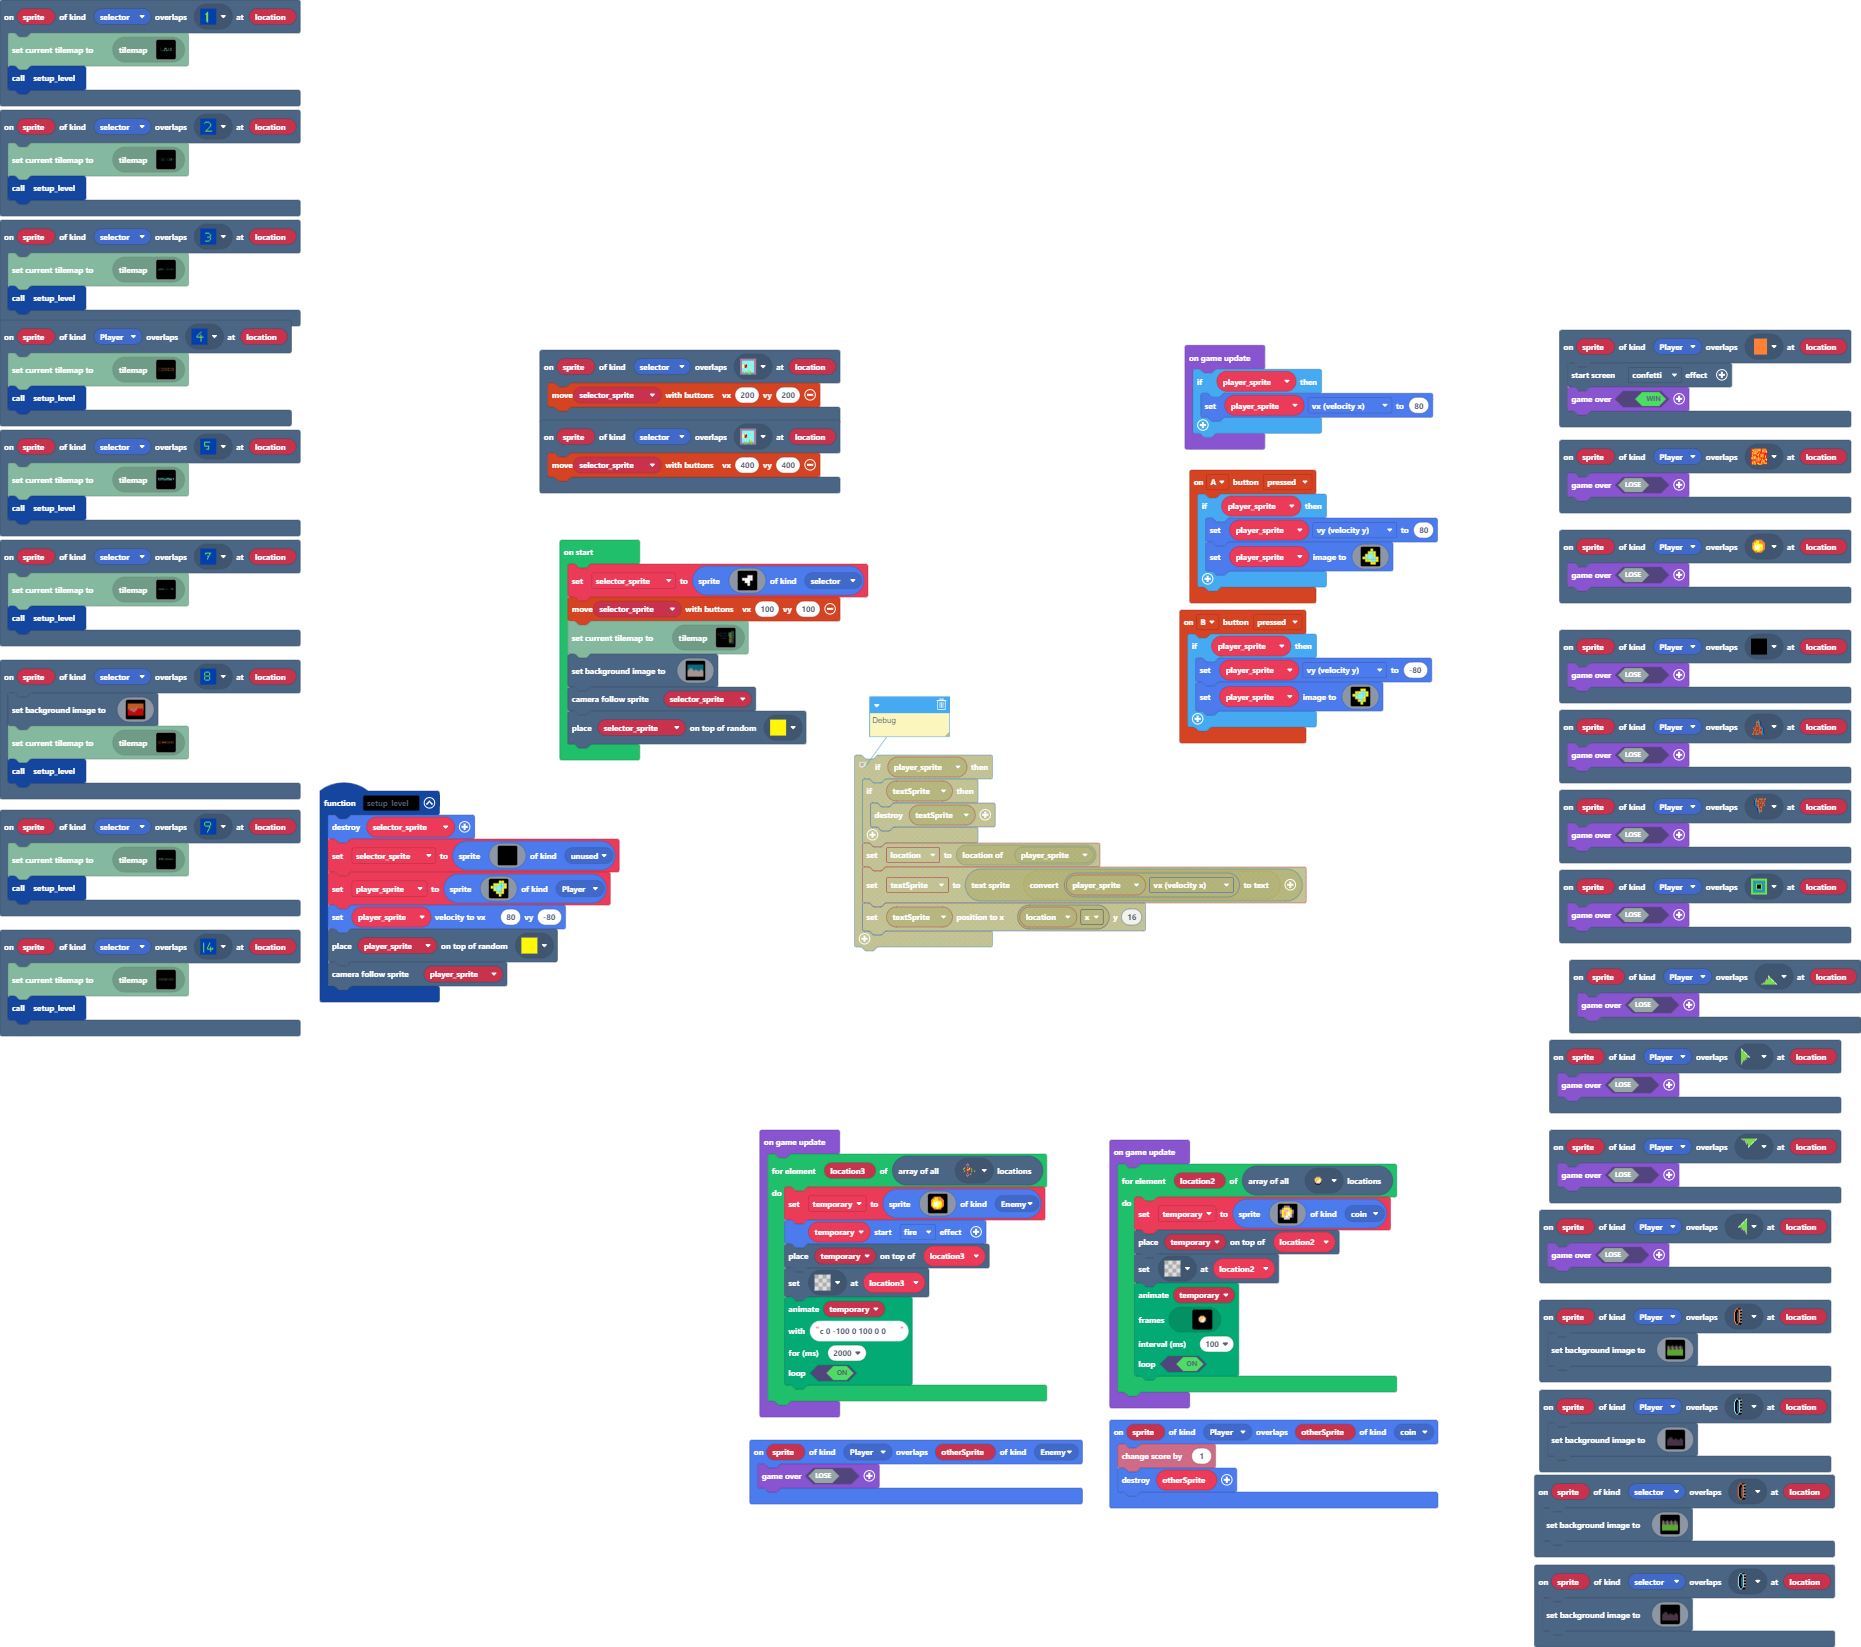 on sprite of kind selector overlaps 1 at location
set current tilemap to tilemap
call setup_level
on sprite of kind selector overlaps 2 at location
set current tilemap to tilemap
call setup_level
on sprite of kind selector overlaps 3 at location
set current tilemap to tilemap
call setup_level
on sprite of kind Player overlaps 4 at location
set current tilemap to tilemap
call setup_level
on sprite of kind selector overlaps 5 at location
set current tilemap to tilemap
call setup_level
on sprite of kind selector overlaps 7 at location
set current tilemap to tilemap
call setup_level
on sprite of kind selector overlaps 8 at location
set background image to
set current tilemap to tilemap
call setup_level
on sprite of kind selector overlaps 9 at location
set current tilemap to tilemap
call setup_level
on sprite of kind selector overlaps 14 at location
set current tilemap to tilemap
call setup_level
function setup_level
destroy selector_sprite
set selector_sprite to sprite of kind unused
set player_sprite to sprite of kind Player
set player_sprite velocity to vx 80 vy -80
place player_sprite on top of random
camera follow sprite player_sprite
on sprite of kind selector overlaps at location
move selector_sprite with buttons vx 200 vy 200
on sprite of kind selector overlaps at location
move selector_sprite with buttons vx 400 vy 400
on start
set selector_sprite to sprite of kind selector
move selector_sprite with buttons vx 100 vy 100
set current tilemap to tilemap
set background image to
camera follow sprite selector_sprite
place selector_sprite on top of random
Debug
if player_sprite then
if textSprite then
destroy textSprite
set location to location of player_sprite
set textSprite to text sprite convert player_sprite vx (velocity x) to text
set textSprite position to x location x y 16
on game update
if player_sprite then
set player_sprite vx (velocity x) to 80
on A button pressed
if player_sprite then
set player_sprite vy (velocity y) to 80
set player_sprite image to
on B button pressed
if player_sprite then
set player_sprite vy (velocity y) to -80
set player_sprite image to
on game update
for element location3 of array of all locations
do
set temporary to sprite of kind Enemy
temporary start fire effect
place temporary on top of location3
set at location3
animate temporary
with "c 0 -100 0 100 0 0"
for (ms) 2000
loop ON
on sprite of kind Player overlaps otherSprite of kind Enemy
game over LOSE
on game update
for element location2 of array of all locations
do
set temporary to sprite of kind coin
place temporary on top of location2
set at location2
animate temporary
frames
interval (ms) 100
loop ON
on sprite of kind Player overlaps otherSprite of kind coin
change score by 1
destroy otherSprite
on sprite of kind Player overlaps at location
start screen confetti effect
game over WIN
on sprite of kind Player overlaps at location
game over LOSE
on sprite of kind Player overlaps at location
game over LOSE
on sprite of kind Player overlaps at location
game over LOSE
on sprite of kind Player overlaps at location
game over LOSE
on sprite of kind Player overlaps at location
game over LOSE
on sprite of kind Player overlaps at location
game over LOSE
on sprite of kind Player overlaps at location
game over LOSE
on sprite of kind Player overlaps at location
game over LOSE
on sprite of kind Player overlaps at location
game over LOSE
on sprite of kind Player overlaps at location
game over LOSE
on sprite of kind Player overlaps at location
set background image to
on sprite of kind Player overlaps at location
set background image to
on sprite of kind selector overlaps at location
set background image to
on sprite of kind selector overlaps at location
set background image to